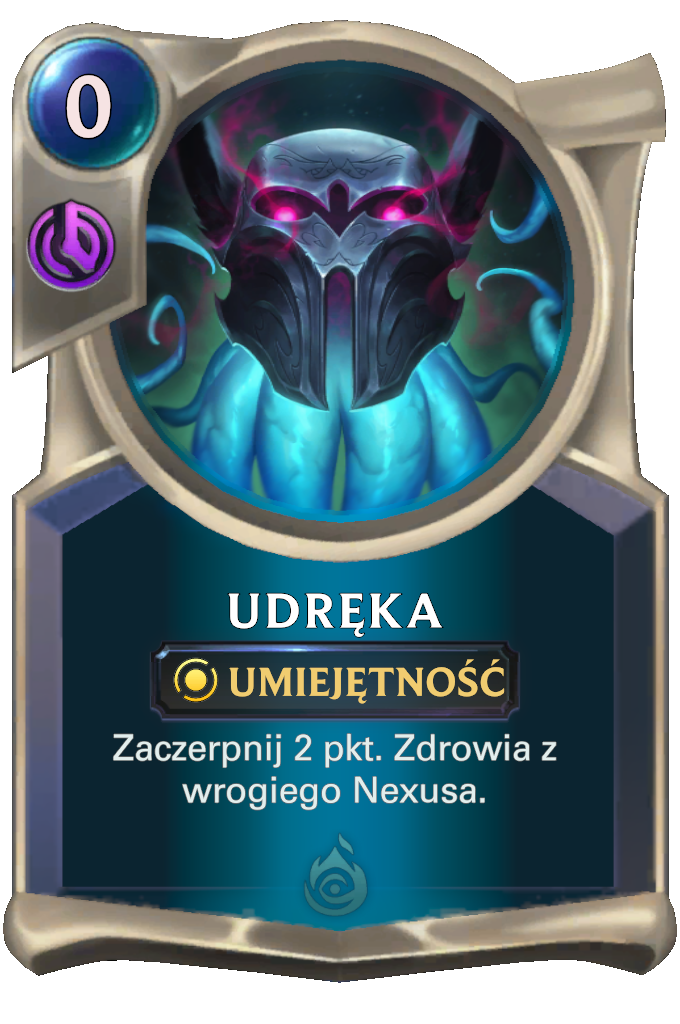 0
UDRĘKA
UMIEJĘTNOŚĆ
Zaczerpnij 2 pkt. Zdrowia z
wrogiego Nexusa.